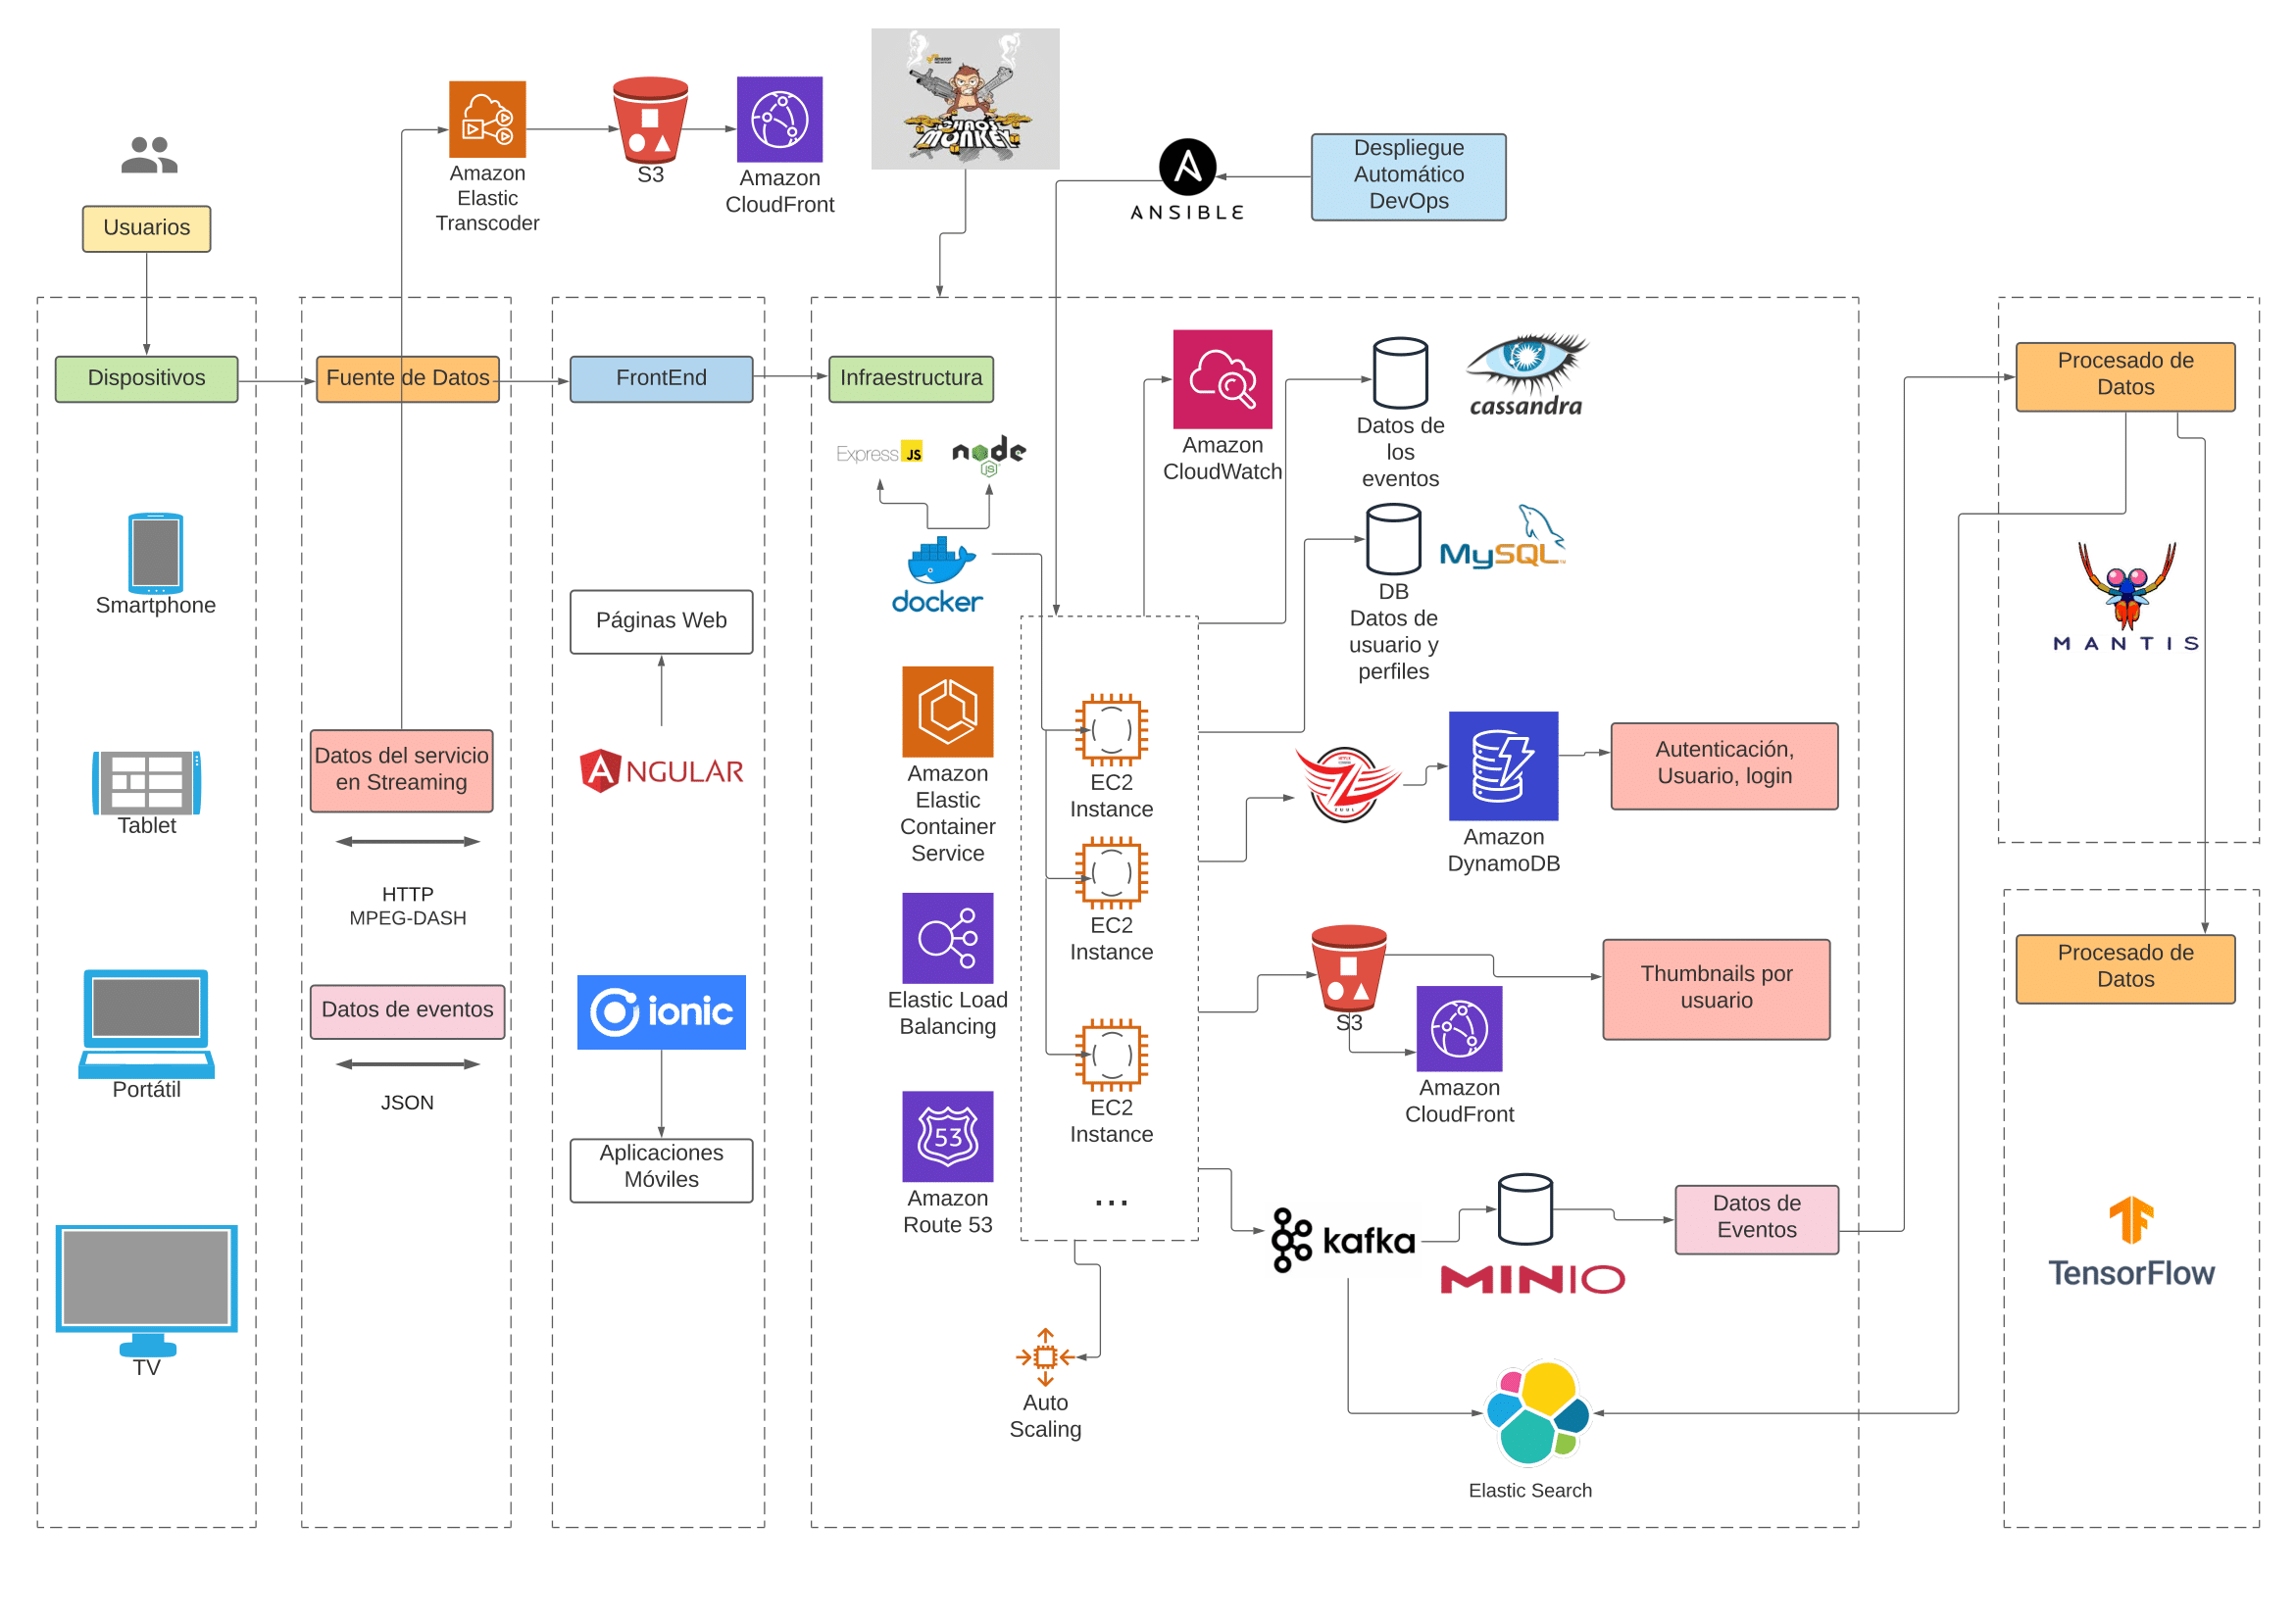 Usuarios
Amazon
Elastic
Transcoder
S3
Amazon
CloudFront
CHAOS
MONKEY
ANSIBLE
Despliegue
Automático
DevOps
Dispositivos
Smartphone
Tablet
Portátil
TV
Fuente de Datos
Datos del servicio
en Streaming
HTTP
MPEG-DASH
Datos de eventos
JSON
FrontEnd
Páginas Web
ANGULAR
ionic
Aplicaciones
Móviles
Infraestructura
Express JS
node
JS
docker
Amazon
Elastic
Container
Service
Elastic Load
Balancing
53
Amazon
Route 53
EC2
Instance
EC2
Instance
EC2
Instance
...
Auto
Scaling
Amazon
CloudWatch
Datos de
los
eventos
cassandra
DB
Datos de
usuario y
perfiles
MySQL
ZUUL
Amazon
DynamoDB
Autenticación,
Usuario, login
S3
Amazon
CloudFront
Thumbnails por
usuario
kafka
MINIO
Datos de
Eventos
Elastic Search
Procesado de
Datos
MANTIS
Procesado de
Datos
TensorFlow